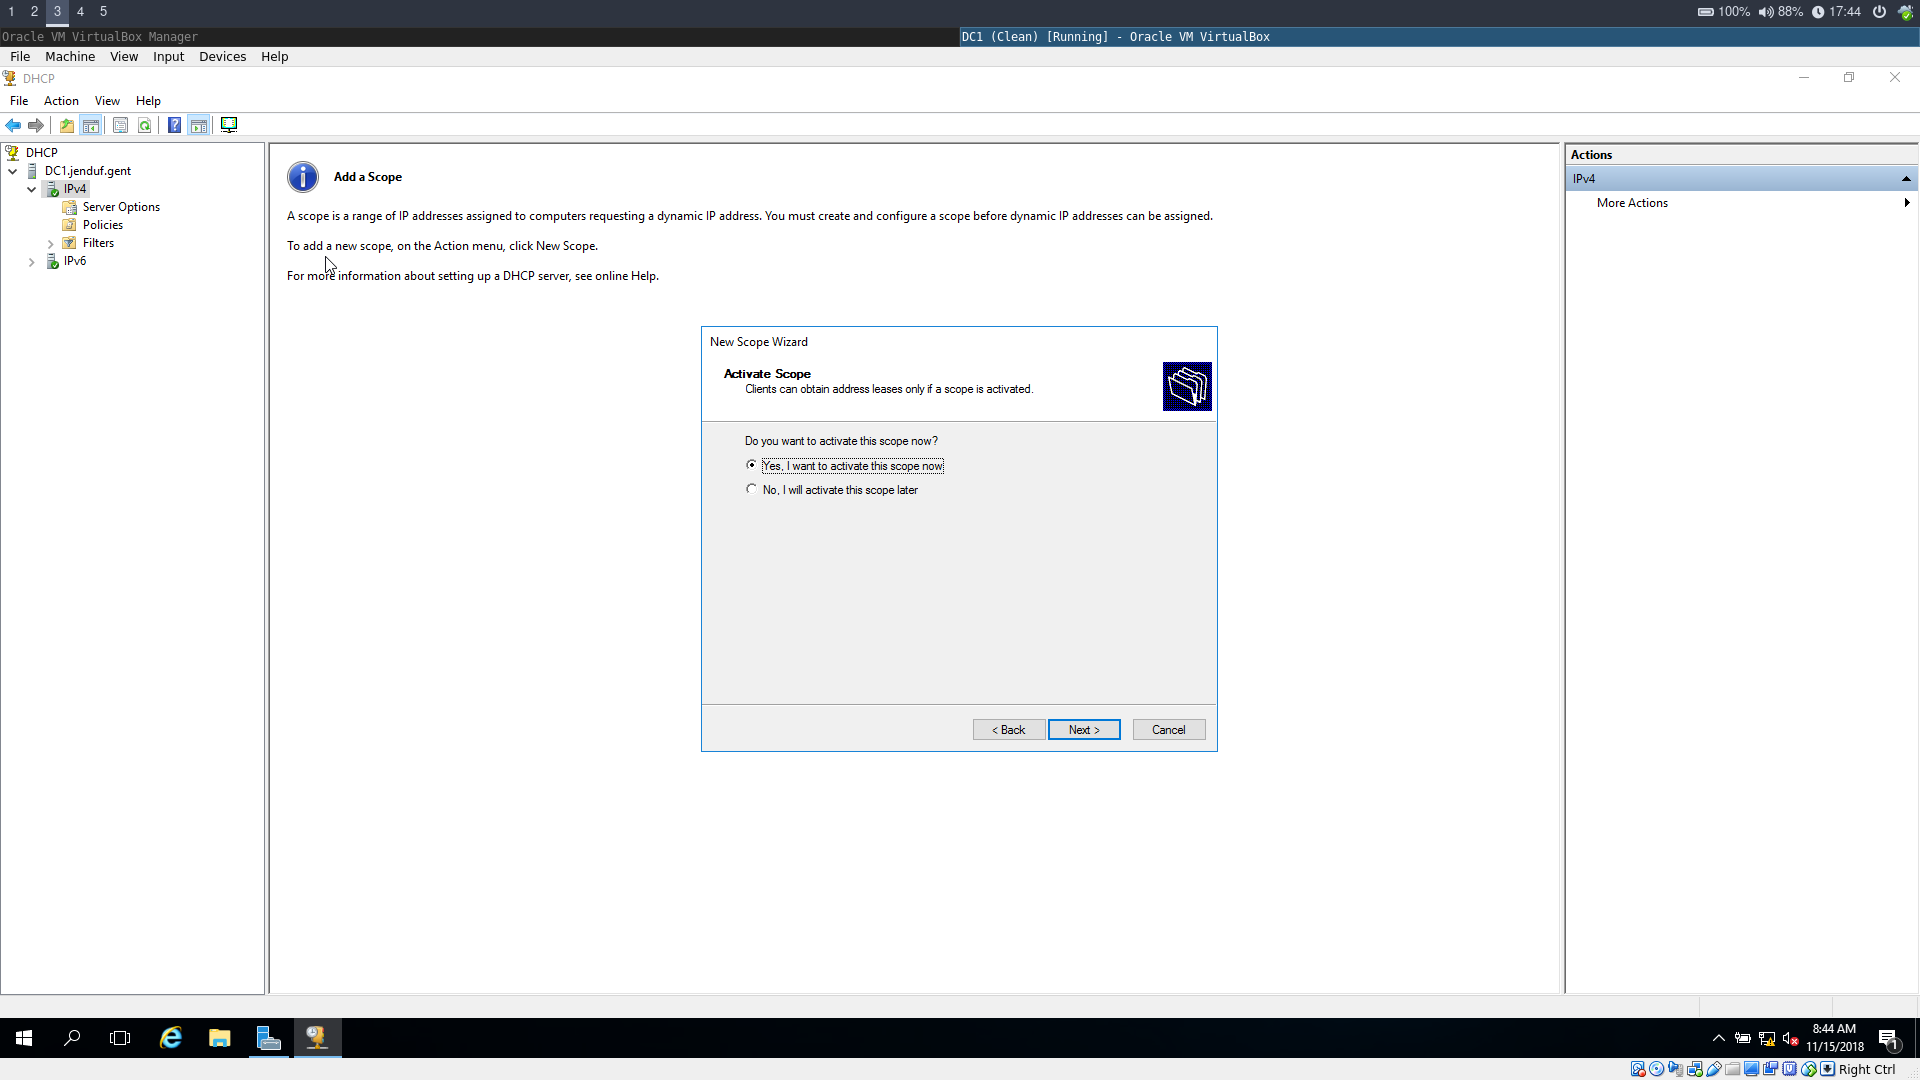 1 2 3 4 5 100% 88% 17:44
Oracle VM VirtualBox Manager
DC1 (Clean) [Running] - Oracle VM VirtualBox
File Machine View Input Devices Help
DHCP
File Action View Help
DHCP
DC1.jenduf.gent
IPv4
Server Options
Policies
Filters
IPv6
Add a Scope
A scope is a range of IP addresses assigned to computers requesting a dynamic IP address. You must create and configure a scope before dynamic IP addresses can be assigned.
To add a new scope, on the Action menu, click New Scope.
For more information about setting up a DHCP server, see online Help.
Actions
IPv4
More Actions
New Scope Wizard
Activate Scope
Clients can obtain address leases only if a scope is activated.
Do you want to activate this scope now?
Yes, I want to activate this scope now
No, I will activate this scope later
< Back Next > Cancel
8:44 AM
11/15/2018
1
Right Ctrl